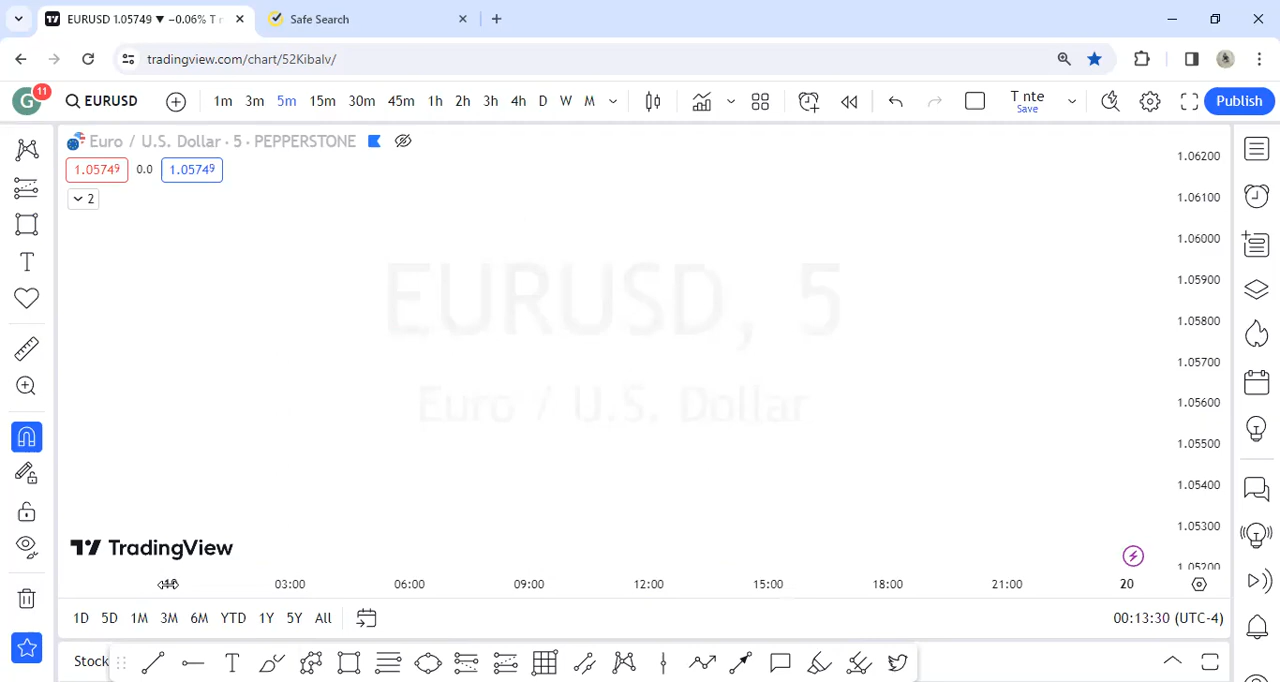 EURUSD 1.05749 ▼ −0.06% T n
Safe Search
tradingview.com/chart/52Kibalv/
G 11 EURUSD 1m 3m 5m 15m 30m 45m 1h 2h 3h 4h D W M T nte Save Publish
Euro / U.S. Dollar · 5 · PEPPERSTONE
1.05749 0.0 1.05749
2
EURUSD, 5
Euro / U.S. Dollar
1.06200
1.06100
1.06000
1.05900
1.05800
1.05700
1.05600
1.05500
1.05400
1.05300
1.05200
TradingView
03:00 06:00 09:00 12:00 15:00 18:00 21:00 20
1D 5D 1M 3M 6M YTD 1Y 5Y All 00:13:30 (UTC-4)
Stock